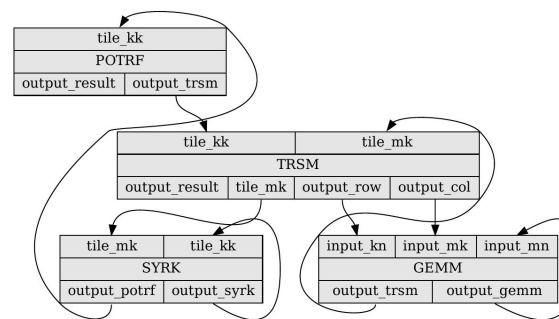 tile_kk
POTRF
output_result output_trsm
tile_kk tile_mk
TRSM
output_result tile_mk output_row output_col
tile_mk tile_kk
SYRK
output_potrf output_syrk
input_kn input_mk input_mn
GEMM
output_trsm output_gemm